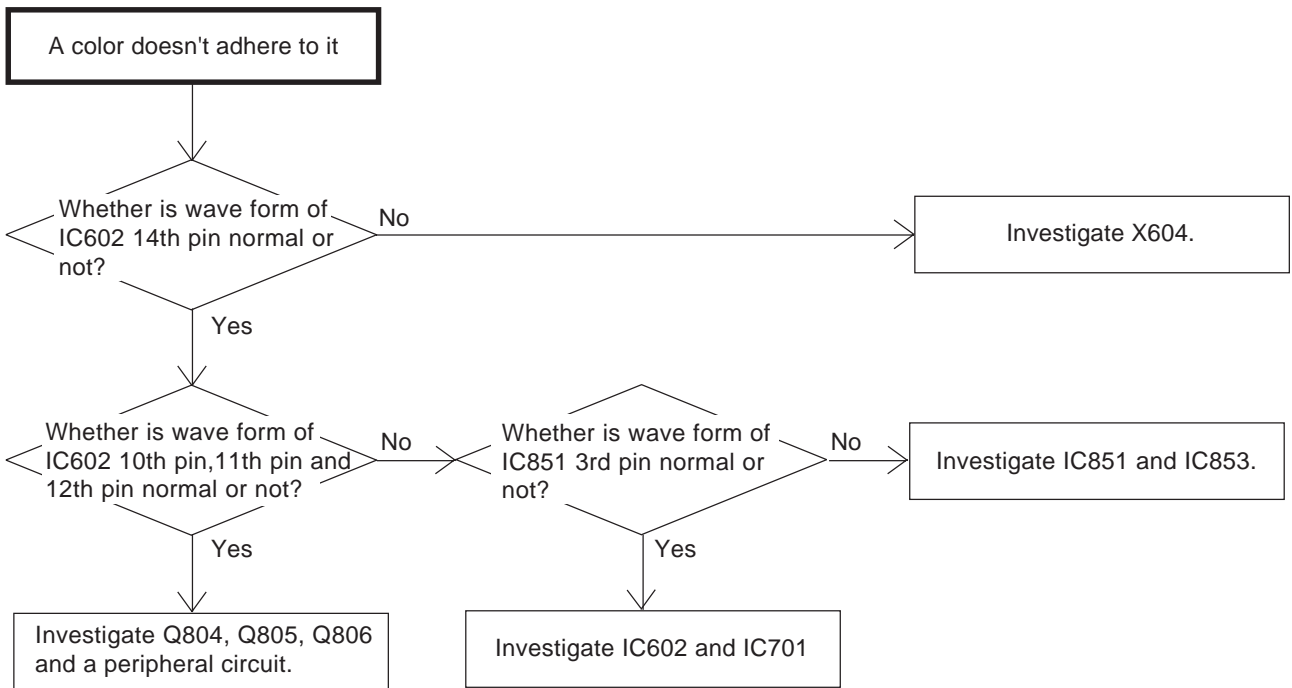 A color doesn't adhere to it
Whether is wave form of
IC602 14th pin normal or
not?
No
Investigate X604.
Yes
Whether is wave form of
IC602 10th pin,11th pin and
12th pin normal or not?
No
Whether is wave form of
IC851 3rd pin normal or
not?
No
Investigate IC851 and IC853.
Yes
Yes
Investigate Q804, Q805, Q806
and a peripheral circuit.
Investigate IC602 and IC701